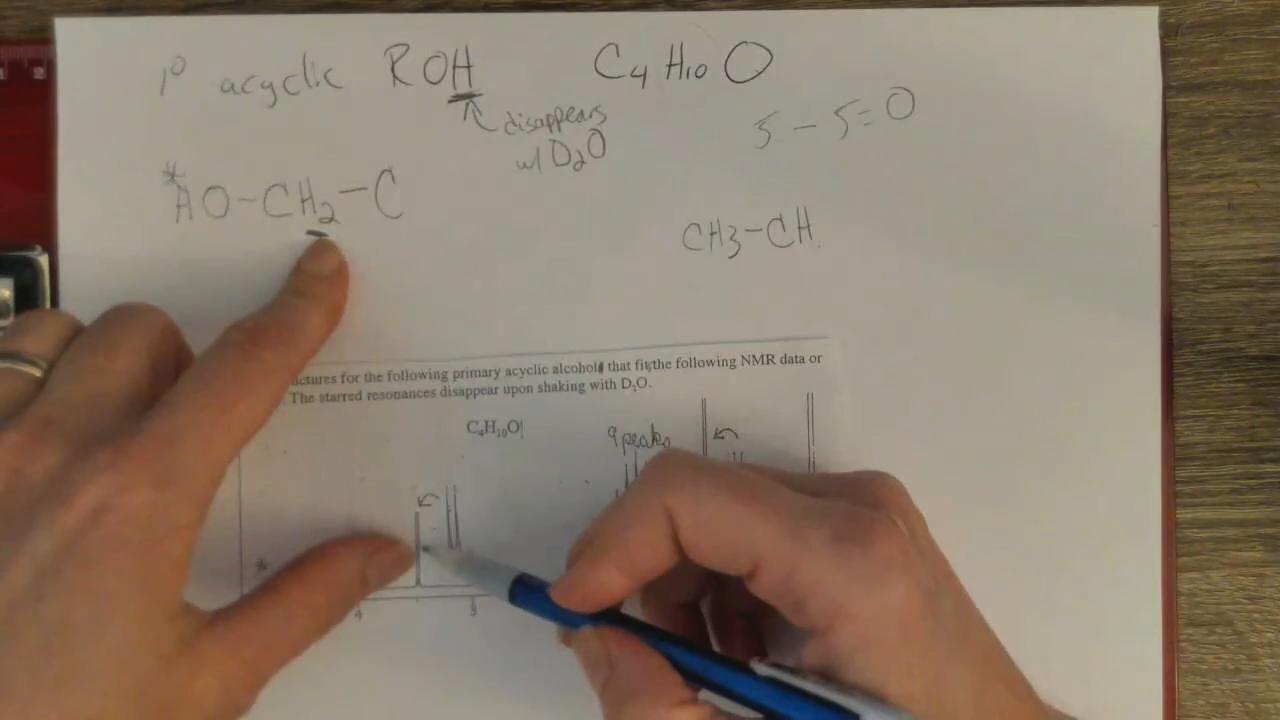 1° acyclic ROH C4H10O
disappears
w/ D2O
5 - 5 = 0
*
HO-CH2-C
CH3-CH
uctures for the following primary acyclic alcohols that fit the following NMR data or
The starred resonances disappear upon shaking with D2O.
C4H10O
9 peaks
*
4 3
2